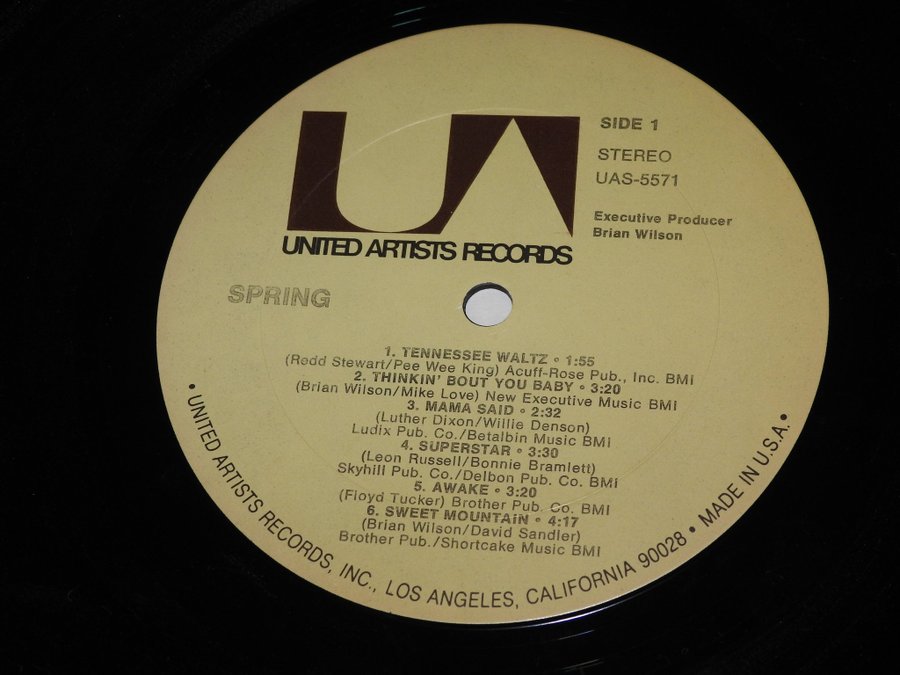 UA
UNITED ARTISTS RECORDS
SIDE 1
STEREO
UAS-5571
Executive Producer
Brian Wilson
SPRING
1. TENNESSEE WALTZ • 1:55
(Redd Stewart/Pee Wee King) Acuff-Rose Pub., Inc. BMI
2. THINKIN' BOUT YOU BABY • 3:20
(Brian Wilson/Mike Love) New Executive Music BMI
3. MAMA SAID • 2:32
(Luther Dixon/Willie Denson)
Ludix Pub. Co./Betalbin Music BMI
4. SUPERSTAR • 3:30
(Leon Russell/Bonnie Bramlett)
Skyhill Pub. Co./Delbon Pub. Co. BMI
5. AWAKE • 3:20
(Floyd Tucker) Brother Pub. Co. BMI
6. SWEET MOUNTAIN • 4:17
(Brian Wilson/David Sandler)
Brother Pub./Shortcake Music BMI
• UNITED ARTISTS RECORDS, INC., LOS ANGELES, CALIFORNIA 90028 • MADE IN U.S.A. •